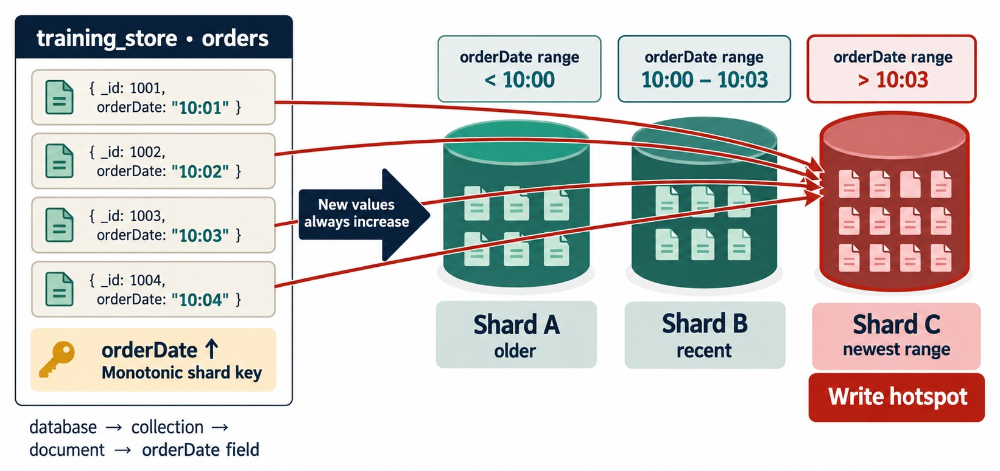 training_store • orders
{ _id: 1001,
orderDate: "10:01" }
{ _id: 1002,
orderDate: "10:02" }
{ _id: 1003,
orderDate: "10:03" }
{ _id: 1004,
orderDate: "10:04" }
orderDate ↑
Monotonic shard key
database → collection →
document → orderDate field
New values
always increase
orderDate range
< 10:00
Shard A
older
orderDate range
10:00 – 10:03
Shard B
recent
orderDate range
> 10:03
Shard C
newest range
Write hotspot